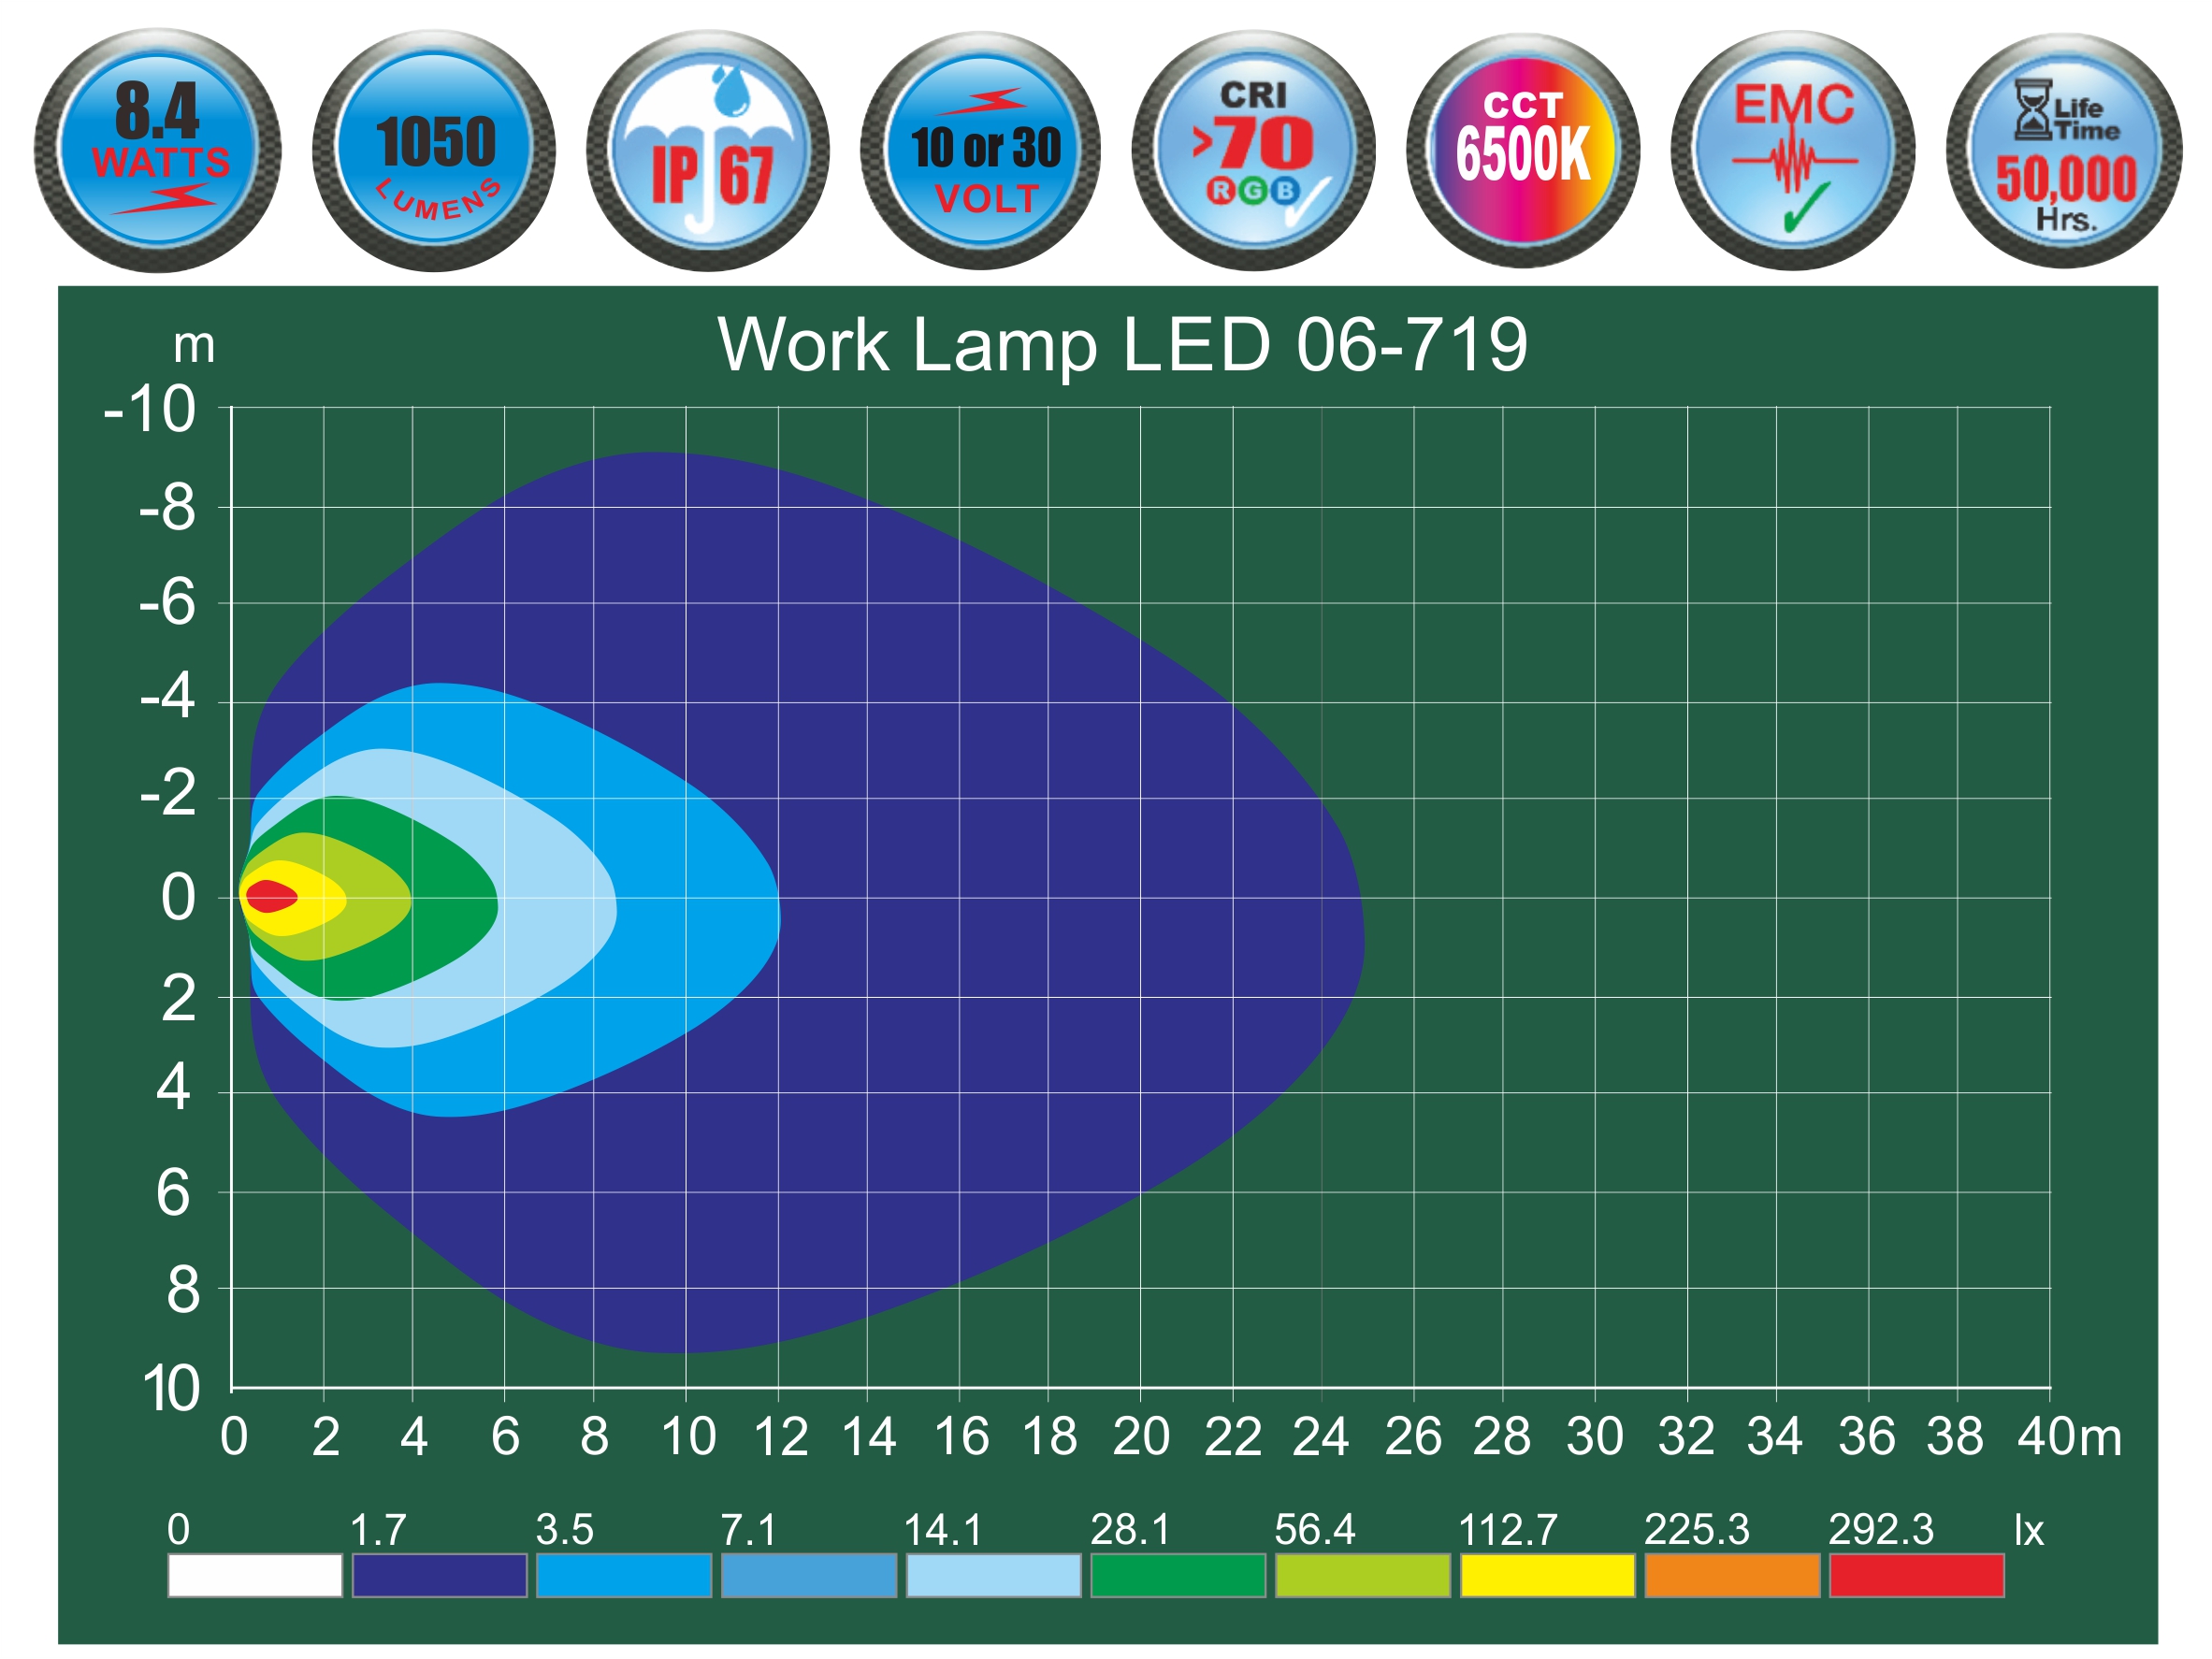 8.4
WATTS
1050
LUMENS
IP 67
10 or 30
VOLT
CRI
>70
RGB
CCT
6500K
EMC
Life
Time
50,000
Hrs.
Work Lamp LED 06-719
m
-10
-8
-6
-4
-2
0
2
4
6
8
10
0 2 4 6 8 10 12 14 16 18 20 22 24 26 28 30 32 34 36 38 40m
0 1.7 3.5 7.1 14.1 28.1 56.4 112.7 225.3 292.3 lx